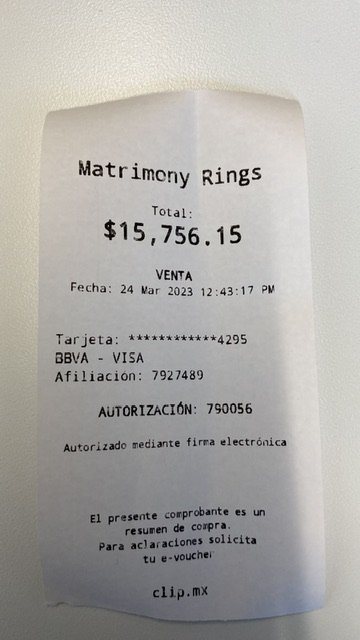 Matrimony Rings
Total:
$15,756.15
VENTA
Fecha: 24 Mar 2023 12:43:17 PM
Tarjeta: ************4295
BBVA - VISA
Afiliación: 7927489
AUTORIZACIÓN: 790056
Autorizado mediante firma electrónica
El presente comprobante es un
resumen de compra.
Para aclaraciones solicita
tu e-voucher
clip.mx